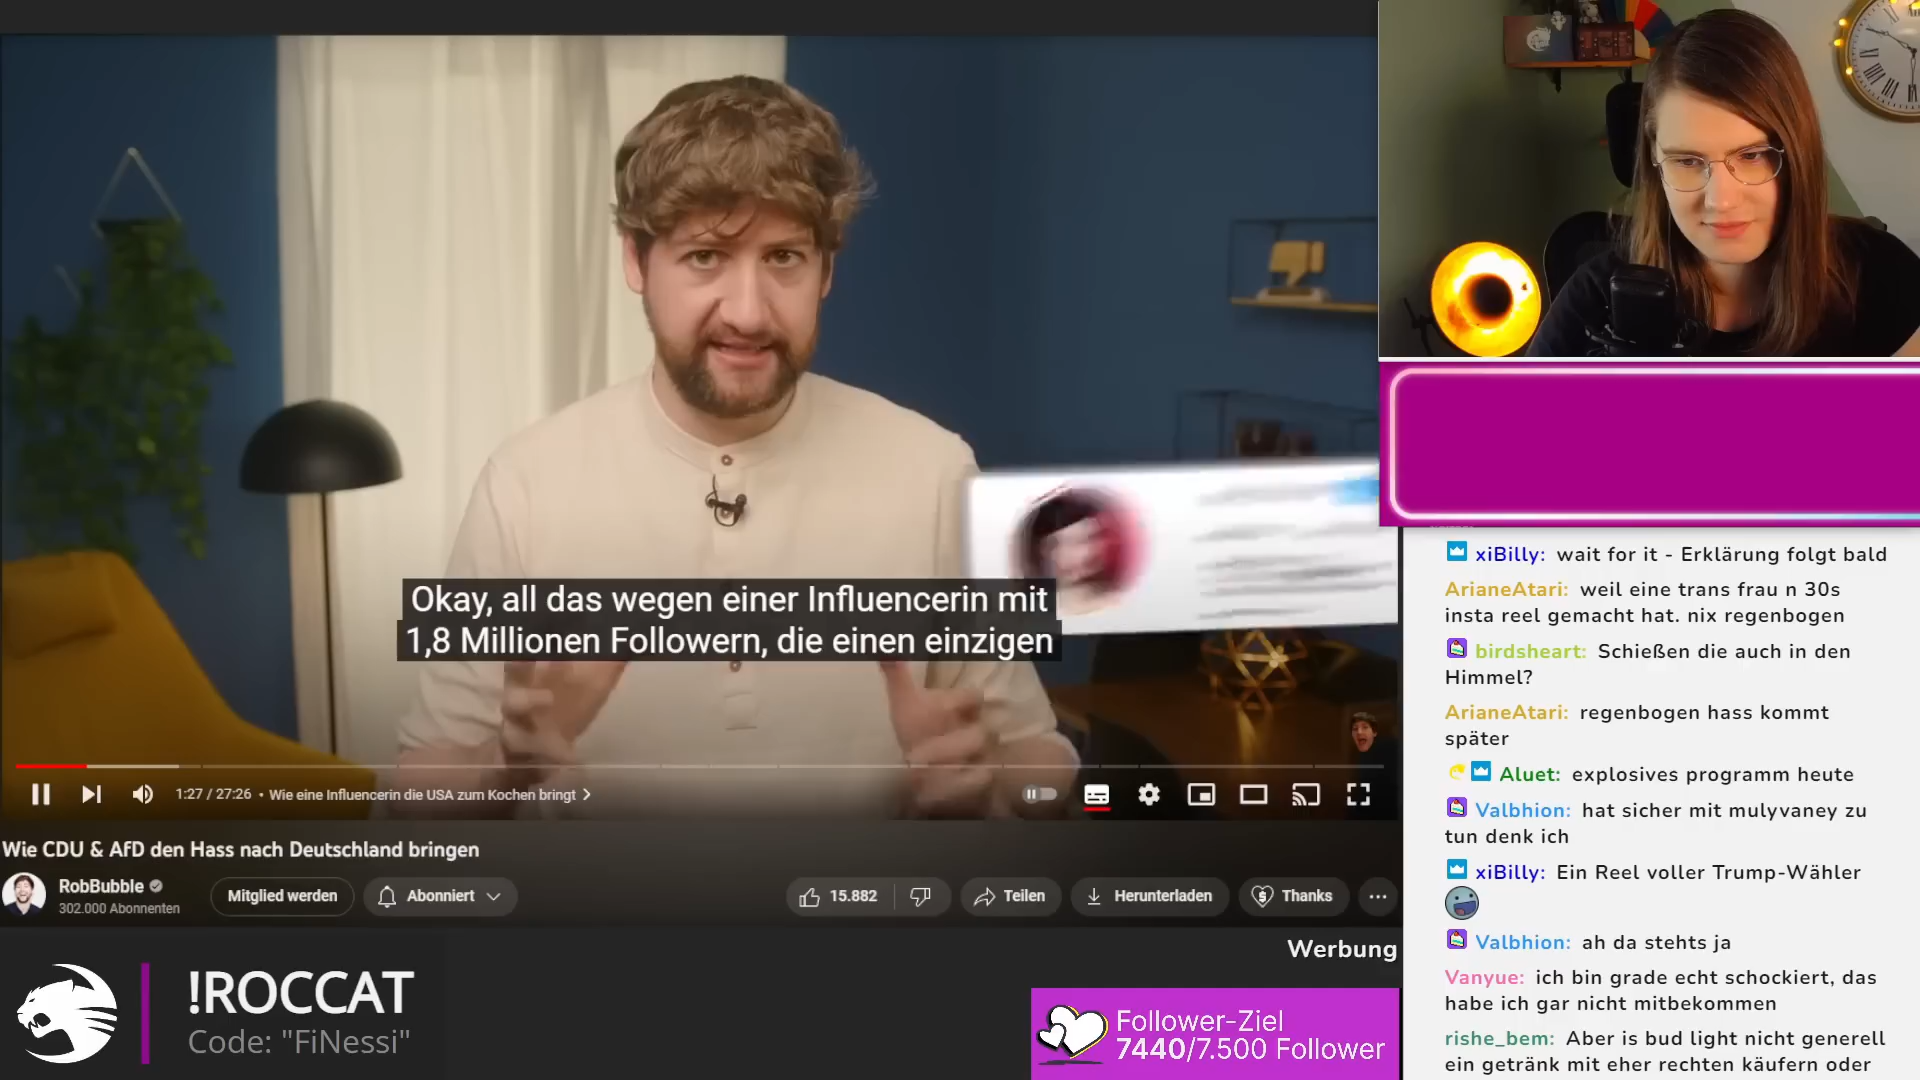 Okay, all das wegen einer Influencerin mit
1,8 Millionen Followern, die einen einzigen
1:27 / 27:26 • Wie eine Influencerin die USA zum Kochen bringt
Wie CDU & AfD den Hass nach Deutschland bringen
RobBubble
302.000 Abonnenten
Mitglied werden
Abonniert
15.882
Teilen
Herunterladen
Thanks
Werbung
!ROCCAT
Code: "FiNessi"
Follower-Ziel
7440/7.500 Follower
xiBilly: wait for it - Erklärung folgt bald
ArianeAtari: weil eine trans frau n 30s
insta reel gemacht hat. nix regenbogen
birdsheart: Schießen die auch in den
Himmel?
ArianeAtari: regenbogen hass kommt
später
Aluet: explosives programm heute
Valbhion: hat sicher mit mulyvaney zu
tun denk ich
xiBilly: Ein Reel voller Trump-Wähler
Valbhion: ah da stehts ja
Vanyue: ich bin grade echt schockiert, das
habe ich gar nicht mitbekommen
rishe_bem: Aber is bud light nicht generell
ein getränk mit eher rechten käufern oder